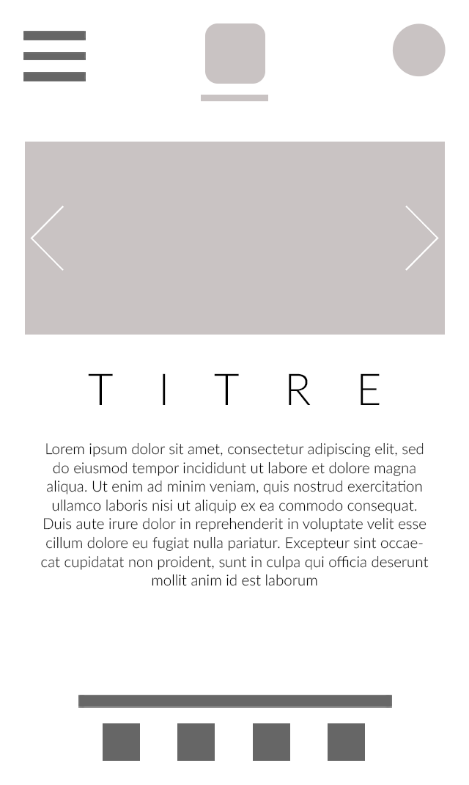 TITRE
Lorem ipsum dolor sit amet, consectetur adipiscing elit, sed
do eiusmod tempor incididunt ut labore et dolore magna
aliqua. Ut enim ad minim veniam, quis nostrud exercitation
ullamco laboris nisi ut aliquip ex ea commodo consequat.
Duis aute irure dolor in reprehenderit in voluptate velit esse
cillum dolore eu fugiat nulla pariatur. Excepteur sint occae-
cat cupidatat non proident, sunt in culpa qui officia deserunt
mollit anim id est laborum